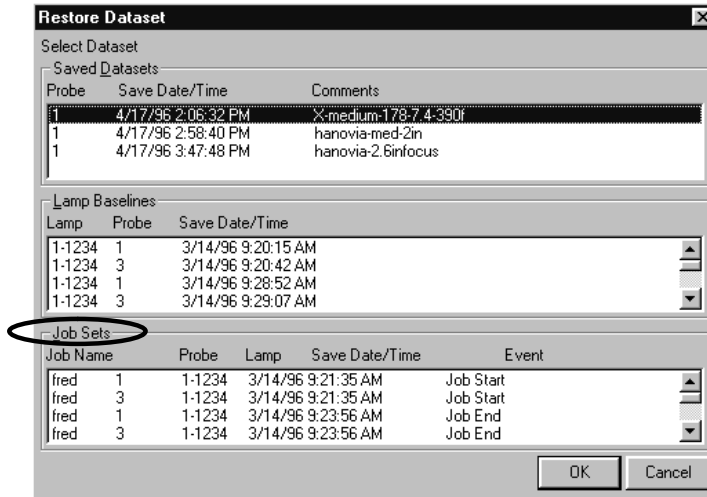 Restore Dataset
Select Dataset
Saved Datasets
Probe Save Date/Time Comments
1 4/17/96 2:06:32 PM X-medium-178-7.4-390f
1 4/17/96 2:58:40 PM hanovia-med-2in
1 4/17/96 3:47:48 PM hanovia-2.6infocus
Lamp Baselines
Lamp Probe Save Date/Time
1-1234 1 3/14/96 9:20:15 AM
1-1234 3 3/14/96 9:20:42 AM
1-1234 1 3/14/96 9:28:52 AM
1-1234 3 3/14/96 9:29:07 AM
Job Sets
Job Name Probe Lamp Save Date/Time Event
fred 1 1-1234 3/14/96 9:21:35 AM Job Start
fred 3 1-1234 3/14/96 9:21:35 AM Job Start
fred 1 1-1234 3/14/96 9:23:56 AM Job End
fred 3 1-1234 3/14/96 9:23:56 AM Job End
OK Cancel